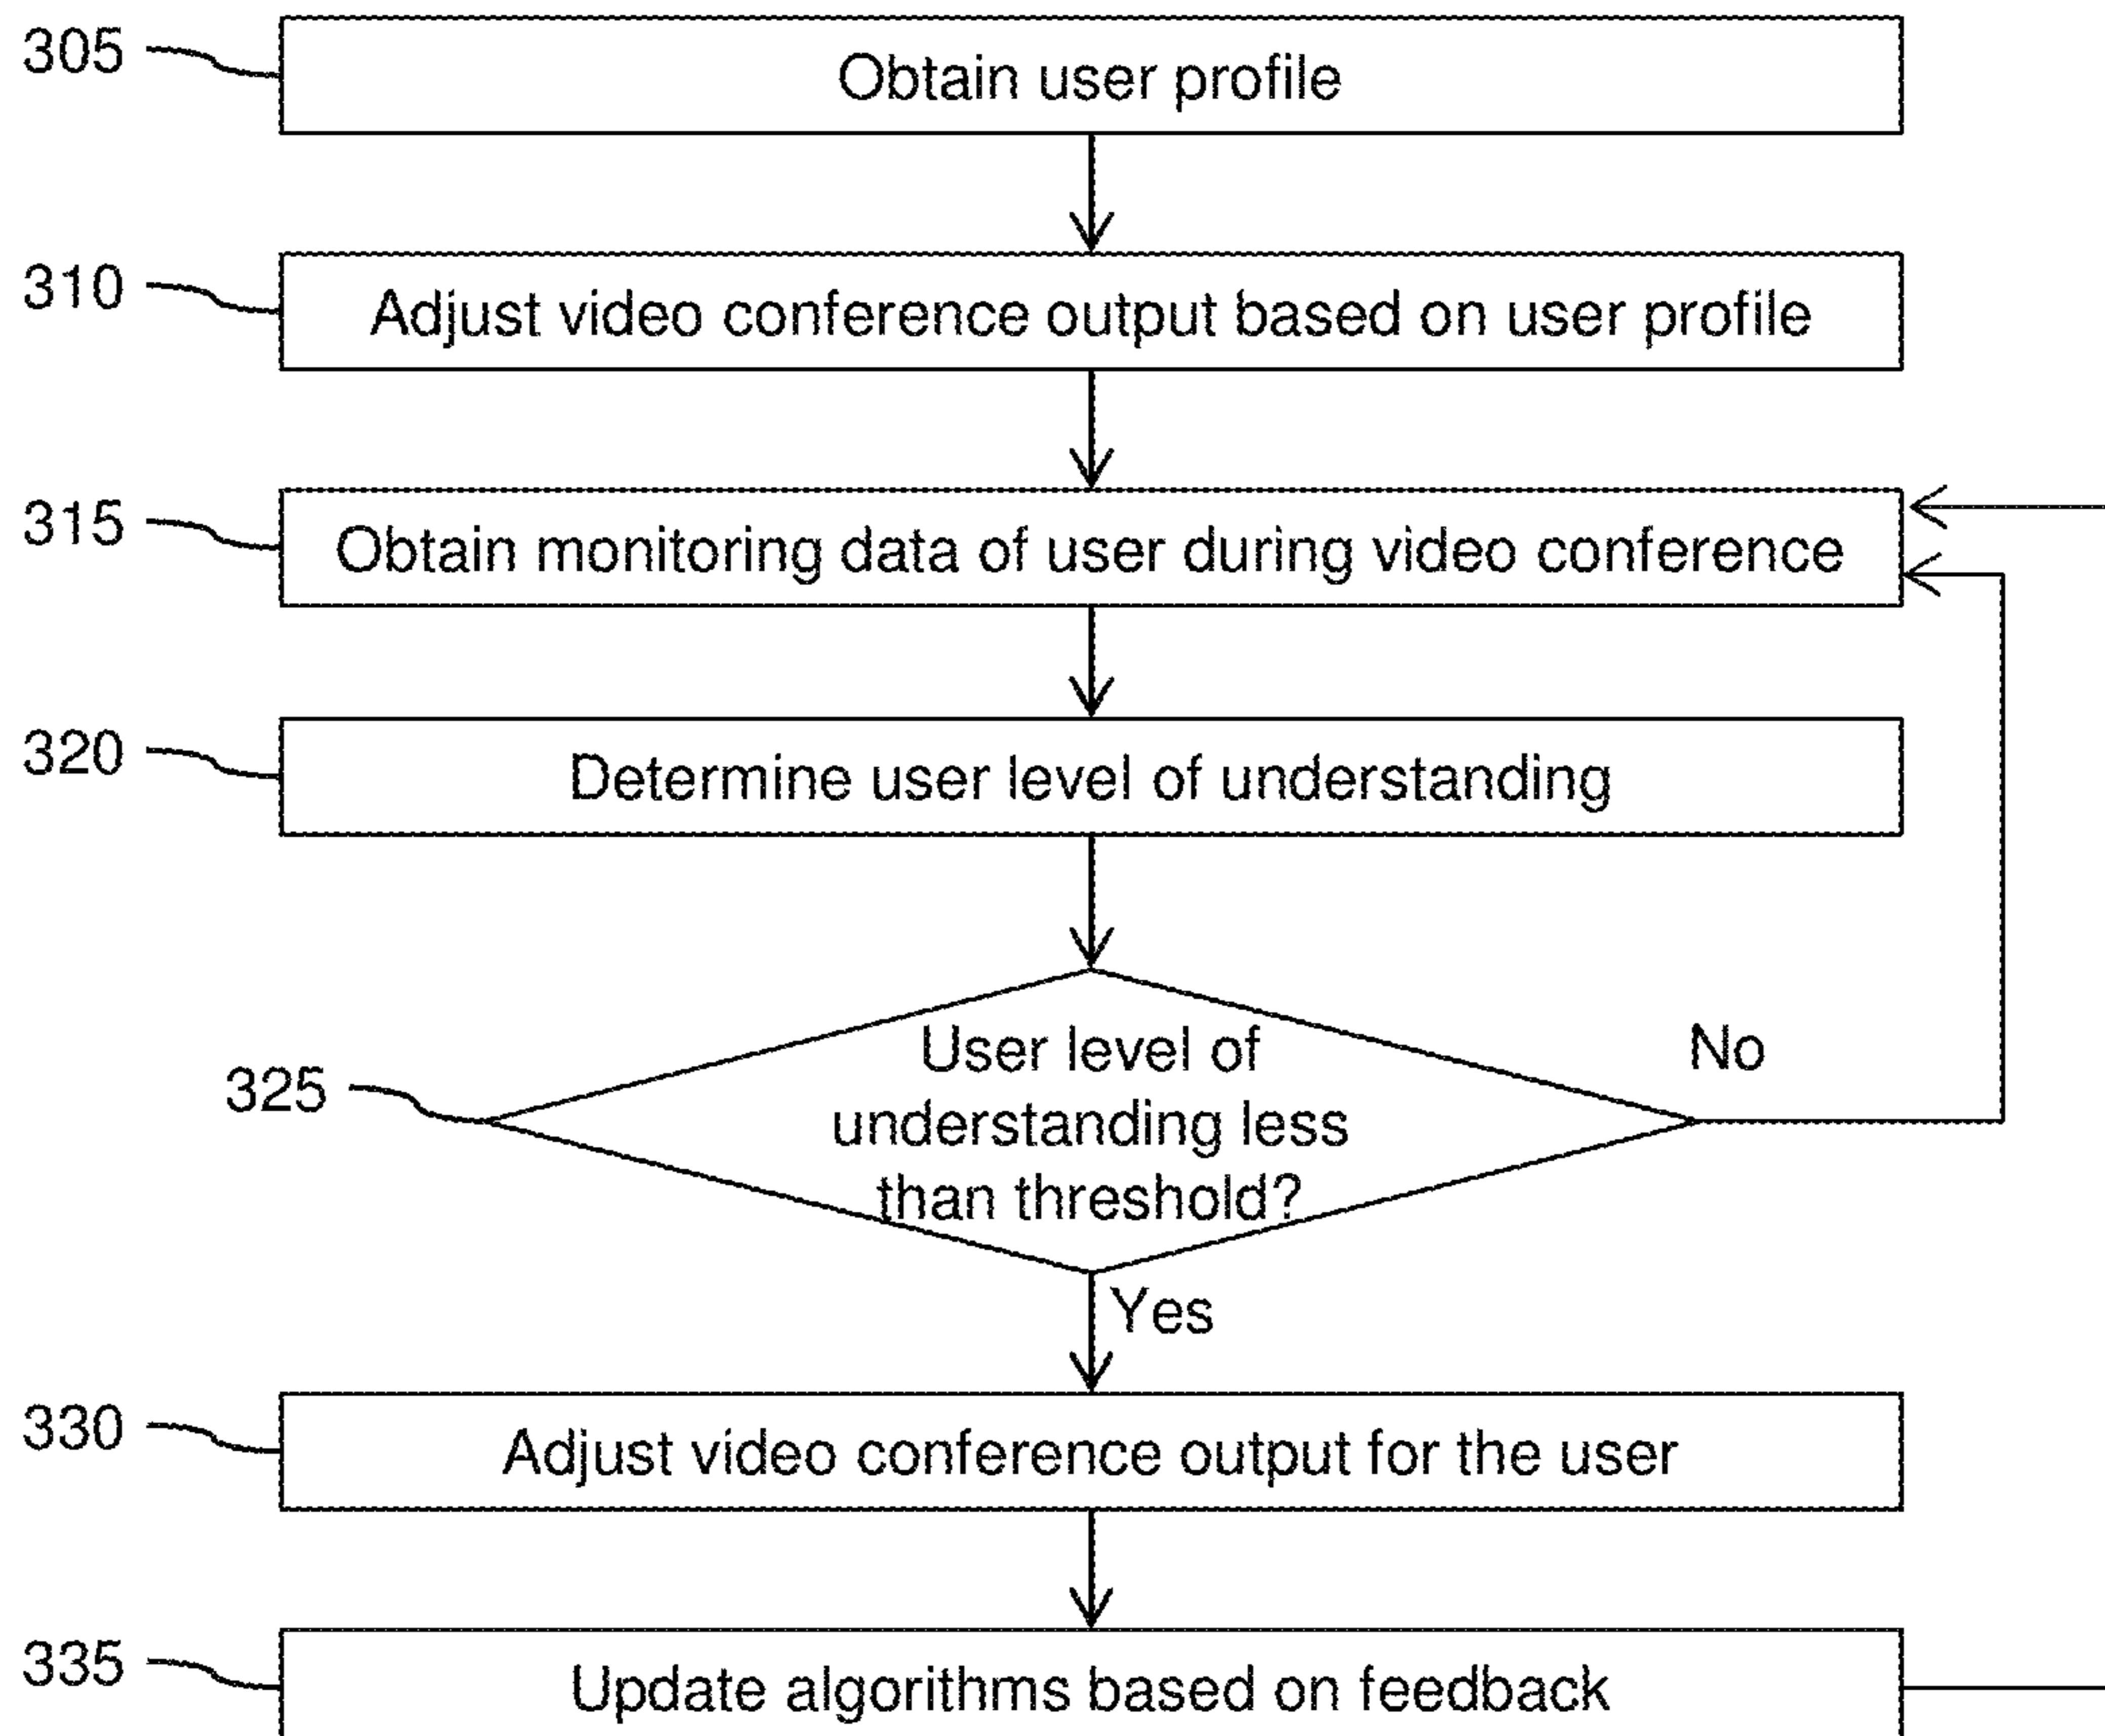 305
Obtain user profile
310
Adjust video conference output based on user profile
315
Obtain monitoring data of user during video conference
320
Determine user level of understanding
325
User level of
understanding less
than threshold?
No
Yes
330
Adjust video conference output for the user
335
Update algorithms based on feedback